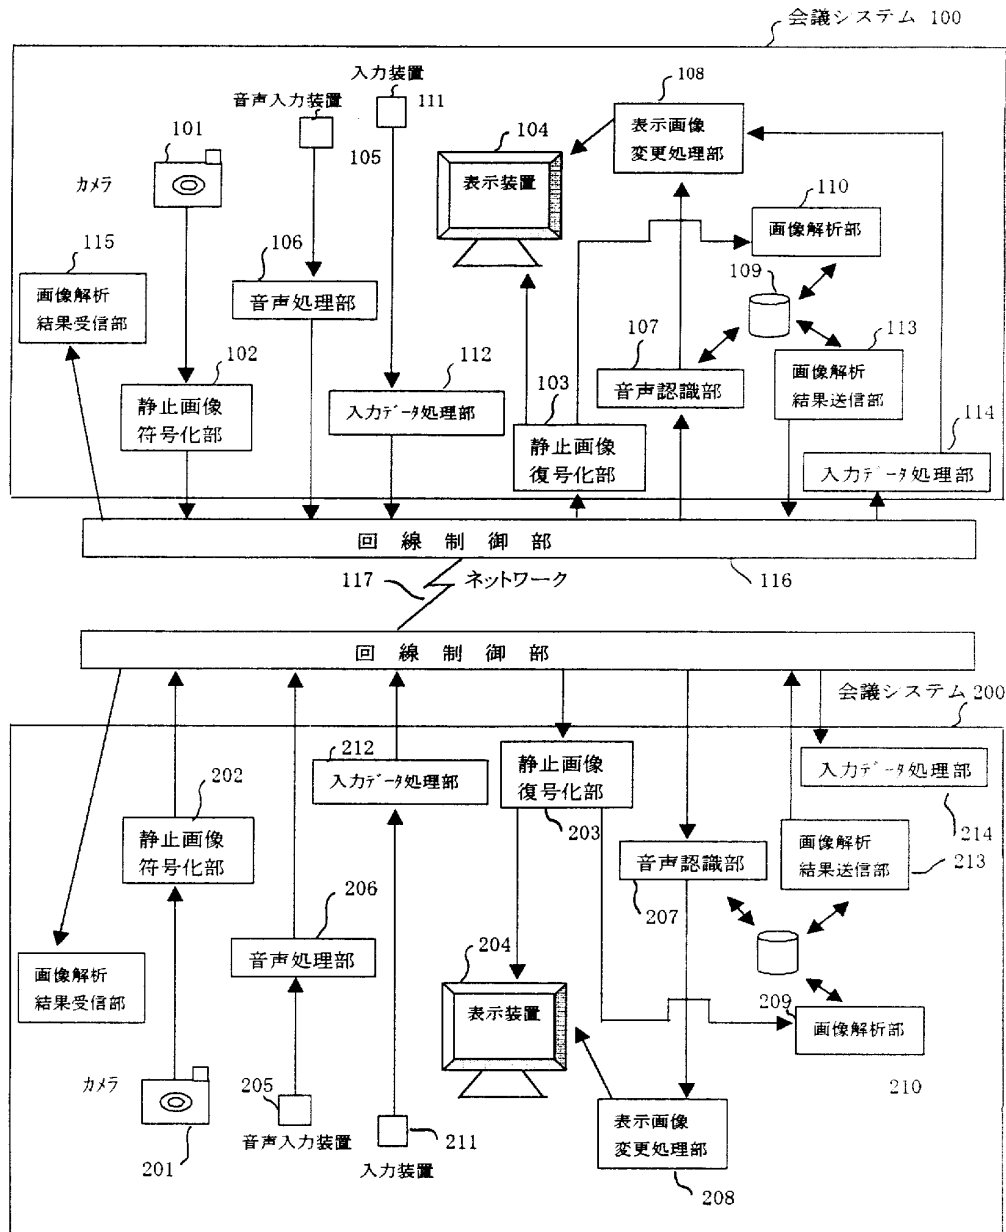 会議システム 100
入力装置
111
音声入力装置
105
101
カメラ
104
表示装置
108
表示画像
変更処理部
110
画像解析部
115
画像解析
結果受信部
106
音声処理部
109
107
音声認識部
113
画像解析
結果送信部
102
静止画像
符号化部
112
入力データ処理部
103
静止画像
復号化部
114
入力データ処理部
回線制御部
116
117
ネットワーク
回線制御部
会議システム 200
212
入力データ処理部
静止画像
復号化部
203
入力データ処理部
214
202
静止画像
符号化部
音声認識部
207
画像解析
結果送信部
213
206
音声処理部
204
表示装置
画像解析
結果受信部
209
画像解析部
210
カメラ
201
205
音声入力装置
211
入力装置
表示画像
変更処理部
208